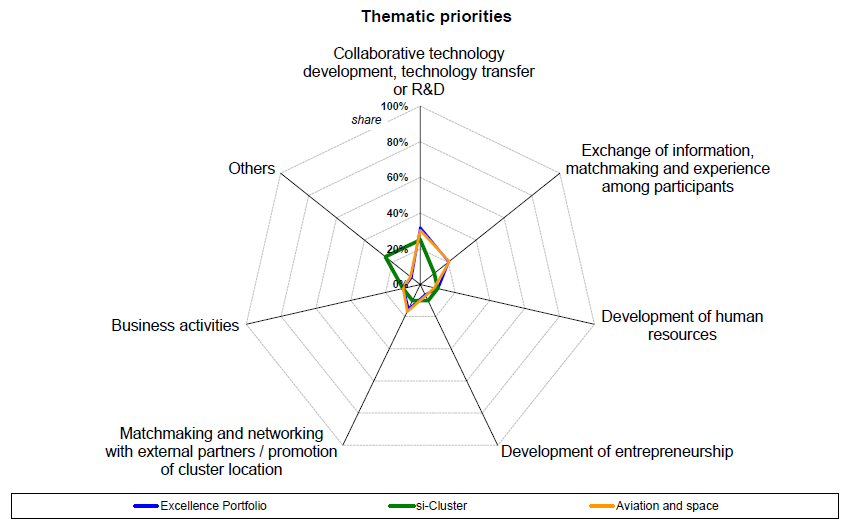 Thematic priorities
Collaborative technology
development, technology transfer
or R&D
100%
share
80%
60%
40%
20%
0%
Exchange of information,
matchmaking and experience
among participants
Others
Development of human
resources
Business activities
Matchmaking and networking
with external partners / promotion
of cluster location
Development of entrepreneurship
Excellence Portfolio
si-Cluster
Aviation and space